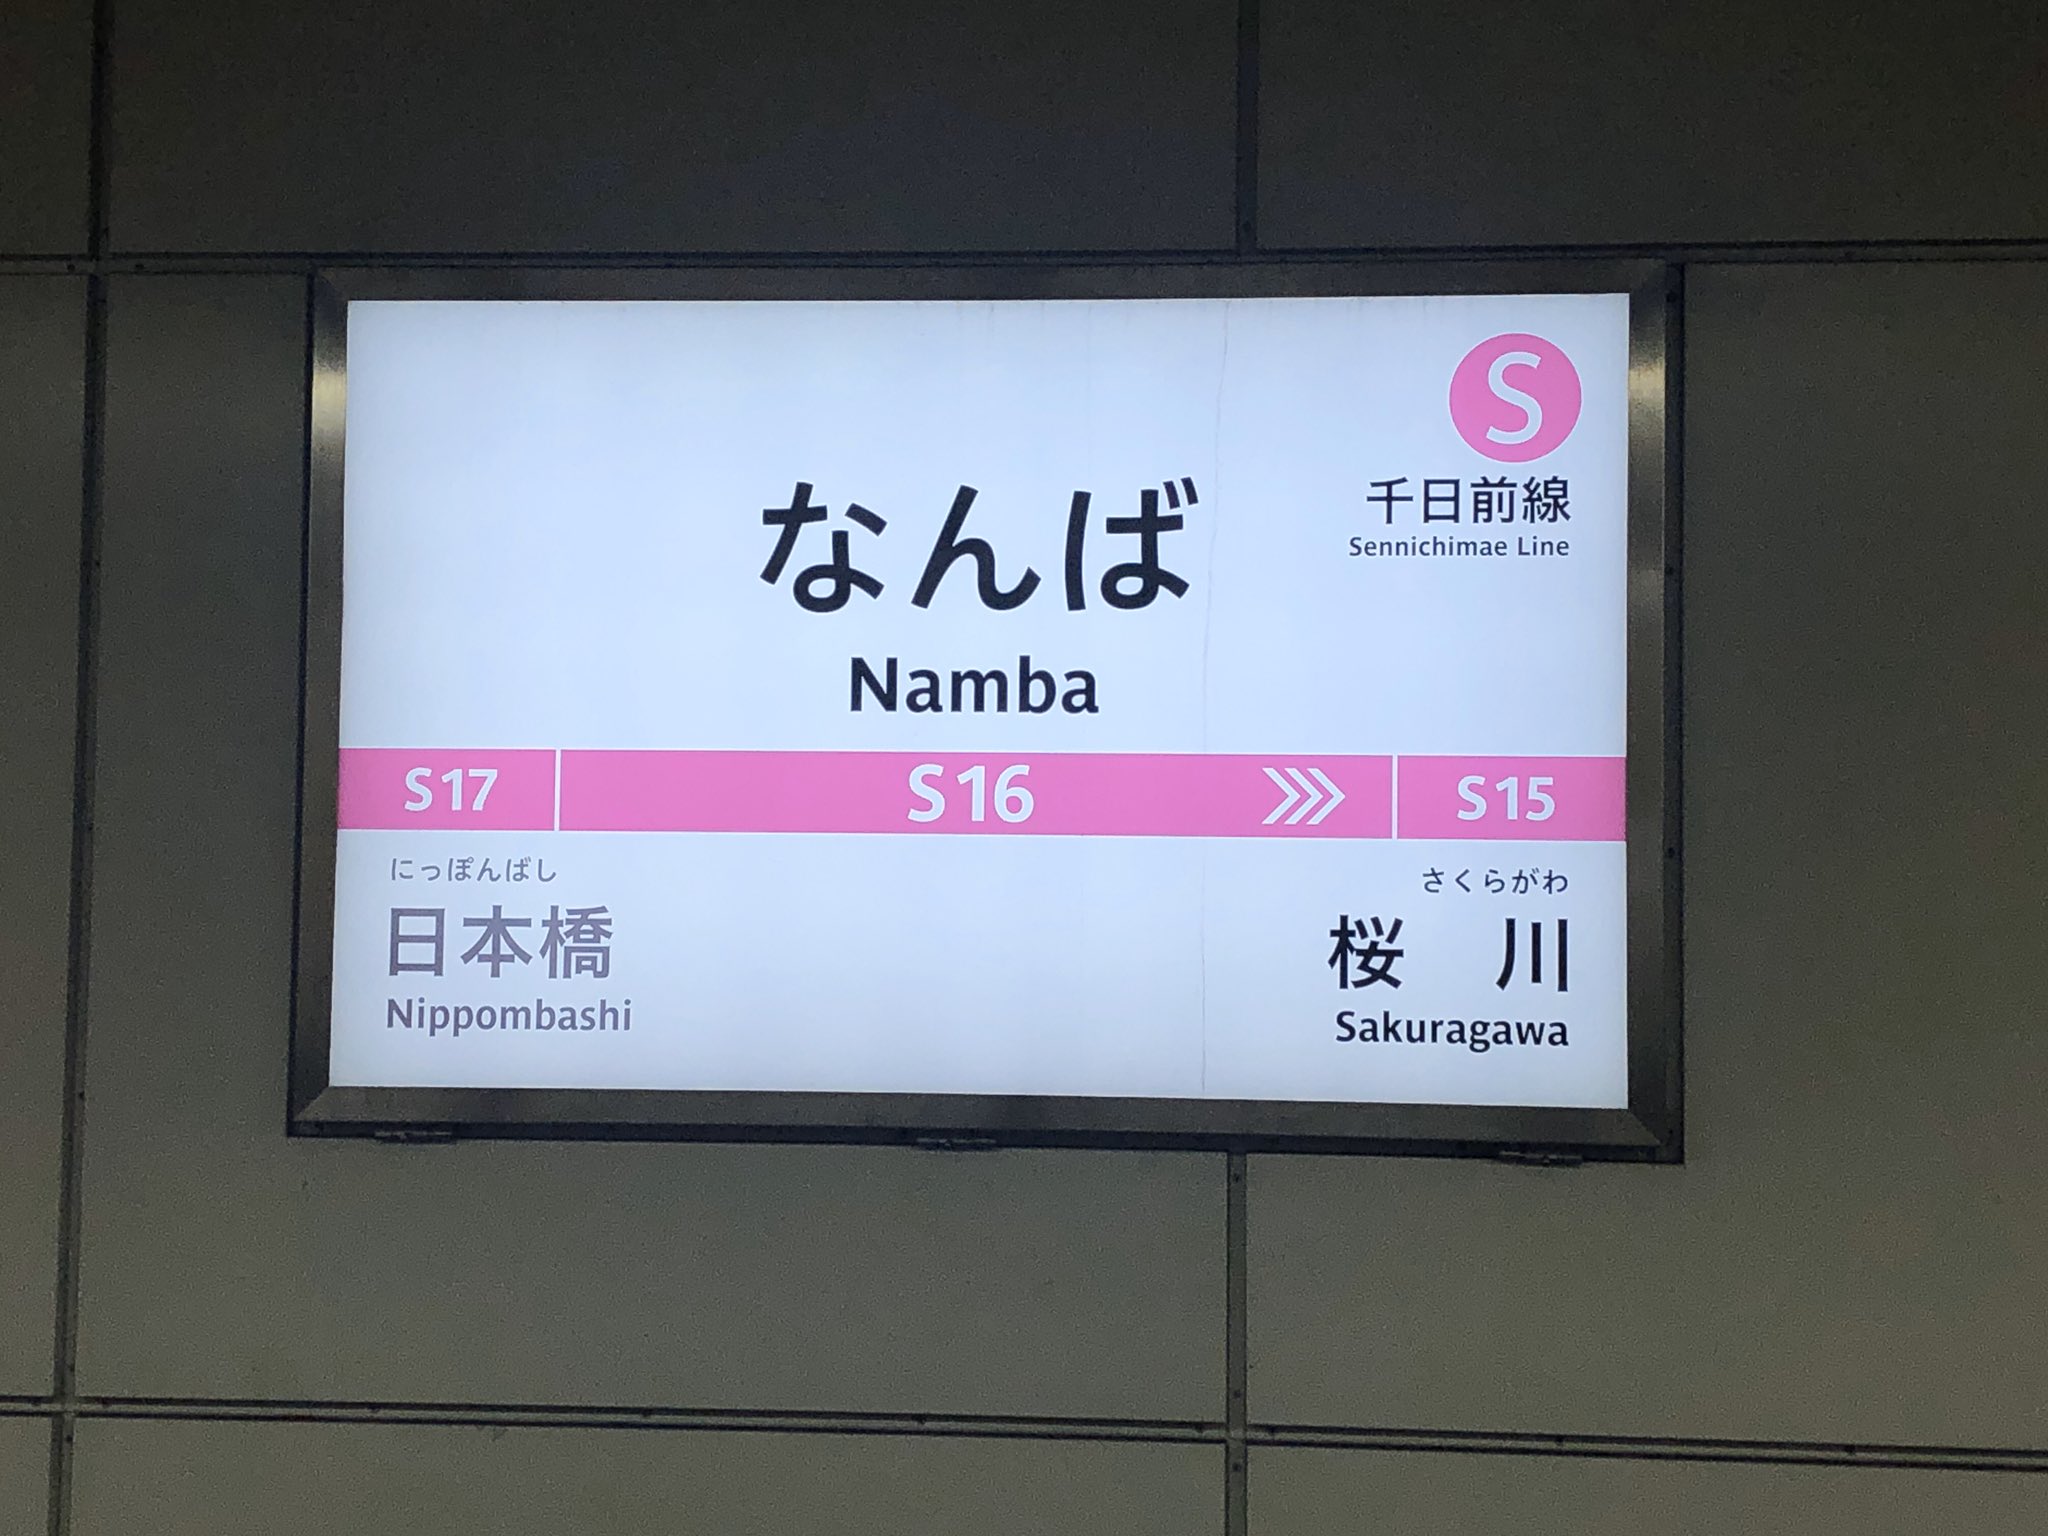 S
千日前線
Sennichimae Line
なんば
Namba
S17
S16
S15
にっぽんばし
日本橋
Nippombashi
さくらがわ
桜 川
Sakuragawa